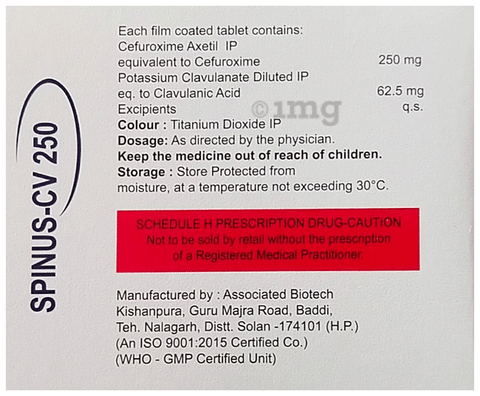 Each film coated tablet contains:
Cefuroxime Axetil IP
equivalent to Cefuroxime 250 mg
Potassium Clavulanate Diluted IP
eq. to Clavulanic Acid 62.5 mg
Excipients q.s.
©1mg
Colour : Titanium Dioxide IP
Dosage: As directed by the physician.
Keep the medicine out of reach of children.
Storage : Store Protected from
moisture, at a temperature not exceeding 30°C.
SCHEDULE H PRESCRIPTION DRUG-CAUTION
Not to be sold by retail without the prescription
of a Registered Medical Practitioner.
Manufactured by : Associated Biotech
Kishanpura, Guru Majra Road, Baddi,
Teh. Nalagarh, Distt. Solan -174101 (H.P.)
(An ISO 9001:2015 Certified Co.)
(WHO - GMP Certified Unit)
SPINUS-CV 250